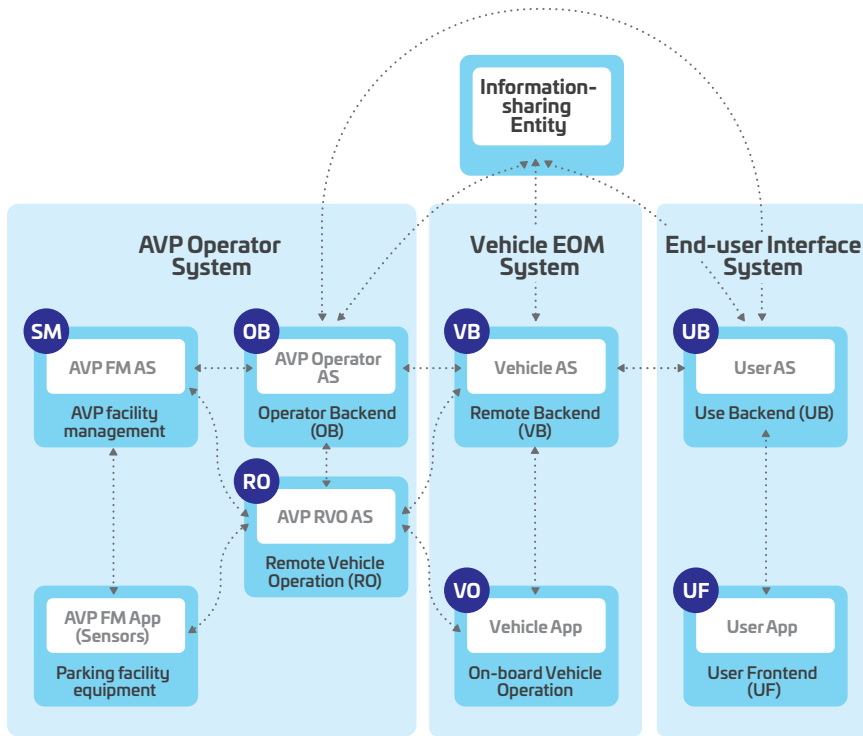 Information-
sharing
Entity
AVP Operator
System
Vehicle EOM
System
End-user Interface
System
SM
AVP FM AS
AVP facility
management
OB
AVP Operator
AS
Operator Backend
(OB)
VB
Vehicle AS
Remote Backend
(VB)
UB
User AS
Use Backend (UB)
RO
AVP RVO AS
Remote Vehicle
Operation (RO)
AVP FM App
(Sensors)
Parking facility
equipment
VO
Vehicle App
On-board Vehicle
Operation
UF
User App
User Frontend
(UF)